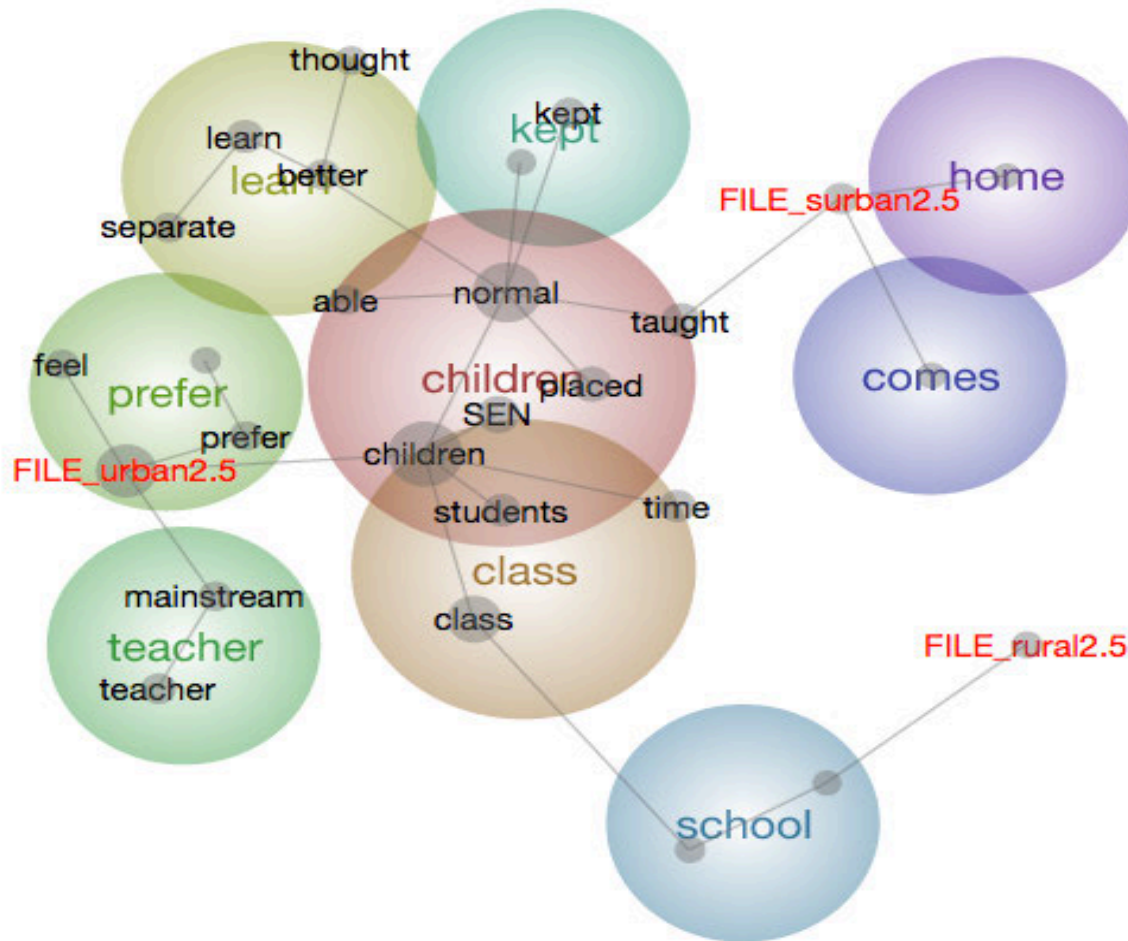 thought
kept
kept
learn
learn
better
home
FILE_surban2.5
separate
able
normal
taught
feel
prefer
children
placed
comes
SEN
prefer
children
FILE_urban2.5
students
time
class
mainstream
class
teacher
FILE_rural2.5
teacher
school